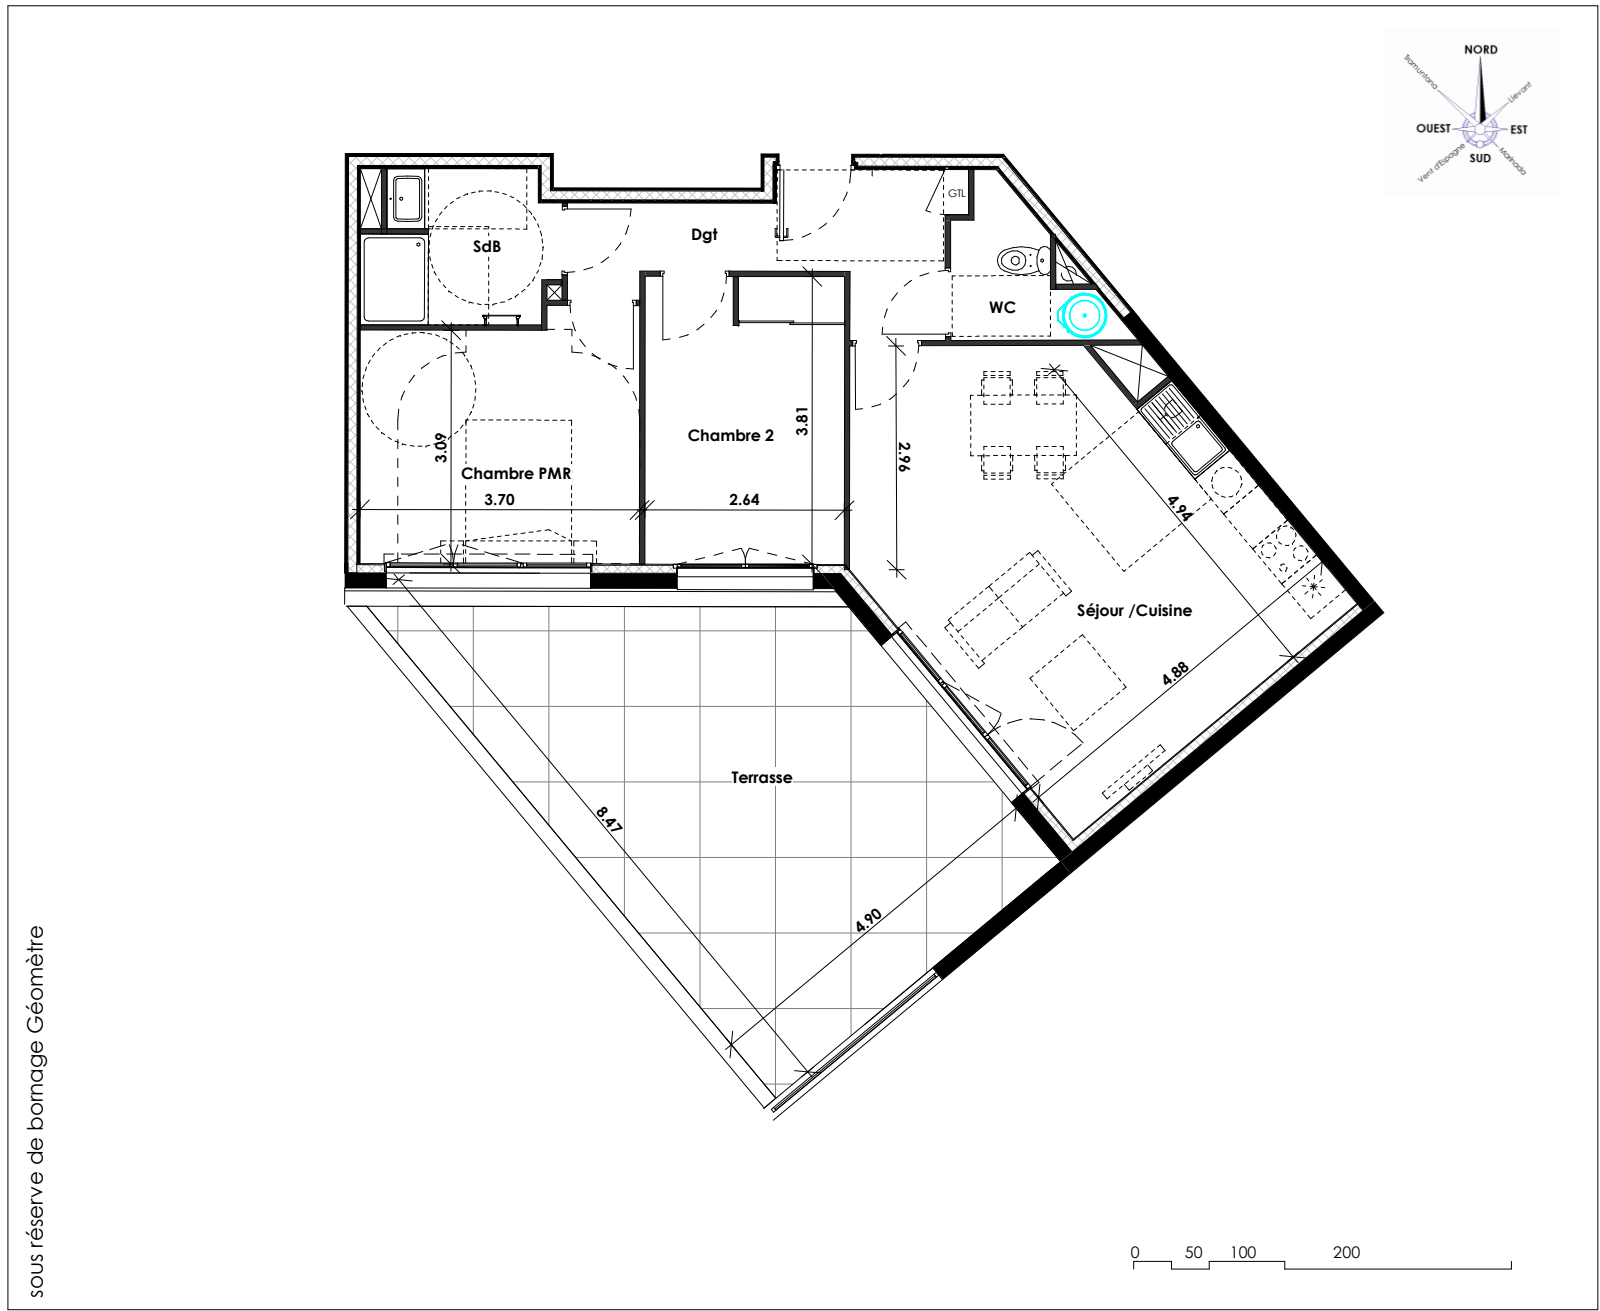 NORD
Tramuntana
Llevant
OUEST
EST
SUD
Vent d'Espagne
Marinada
GTL
SdB
Dgt
WC
3.81
Chambre 2
3.09
2.96
Chambre PMR
3.70
2.64
4.94
Séjour /Cuisine
4.88
Terrasse
8.47
4.90
sous réserve de bornage Géomètre
0 50 100 200